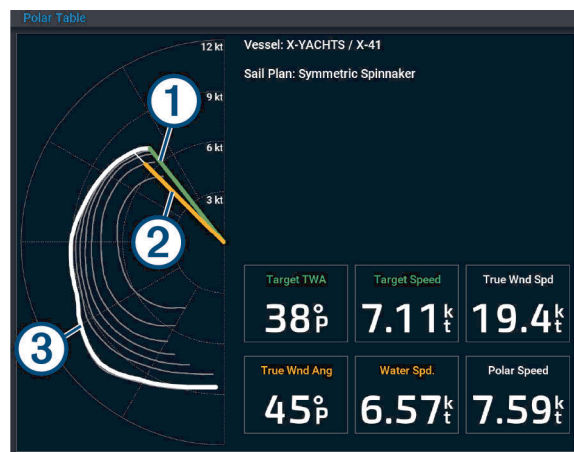 Polar Table
12 kt
9 kt
6 kt
3 kt
1
2
3
Vessel: X-YACHTS / X-41
Sail Plan: Symmetric Spinnaker
Target TWA
38°P
Target Speed
7.11kt
True Wnd Spd
19.4kt
True Wnd Ang
45°P
Water Spd.
6.57kt
Polar Speed
7.59kt